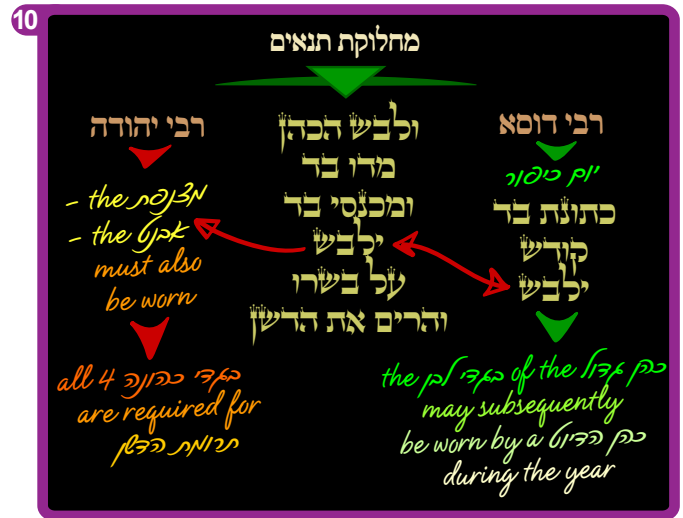 10
מחלוקת תנאים
רבי דוסא
יום כיפור
כתונת בד
קודש
ילבש
the בגדי לבן of the כהן גדול
may subsequently
be worn by a כהן הדיוט
during the year
ולבש הכהן
מדו בד
ומכנסי בד
ילבש
על בשרו
והרים את הדשן
רבי יהודה
- the מצנפת
- the אבנט
must also
be worn
all 4 בגדי כהונה
are required for
תרומת הדשן